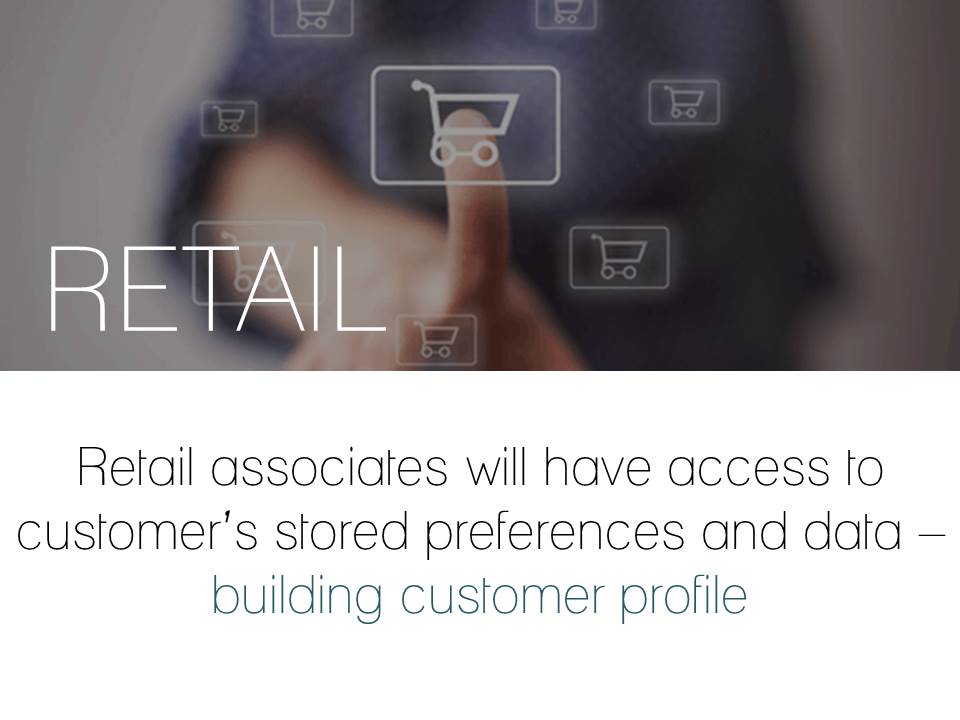 RETAIL
Retail associates will have access to
customer's stored preferences and data –
building customer profile